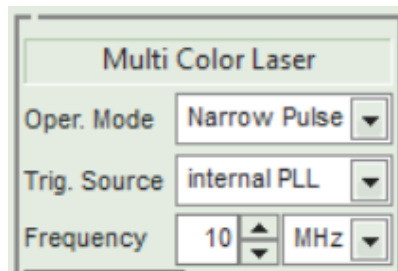 Multi Color Laser
Oper. Mode Narrow Pulse
Trig. Source internal PLL
Frequency 10 MHz